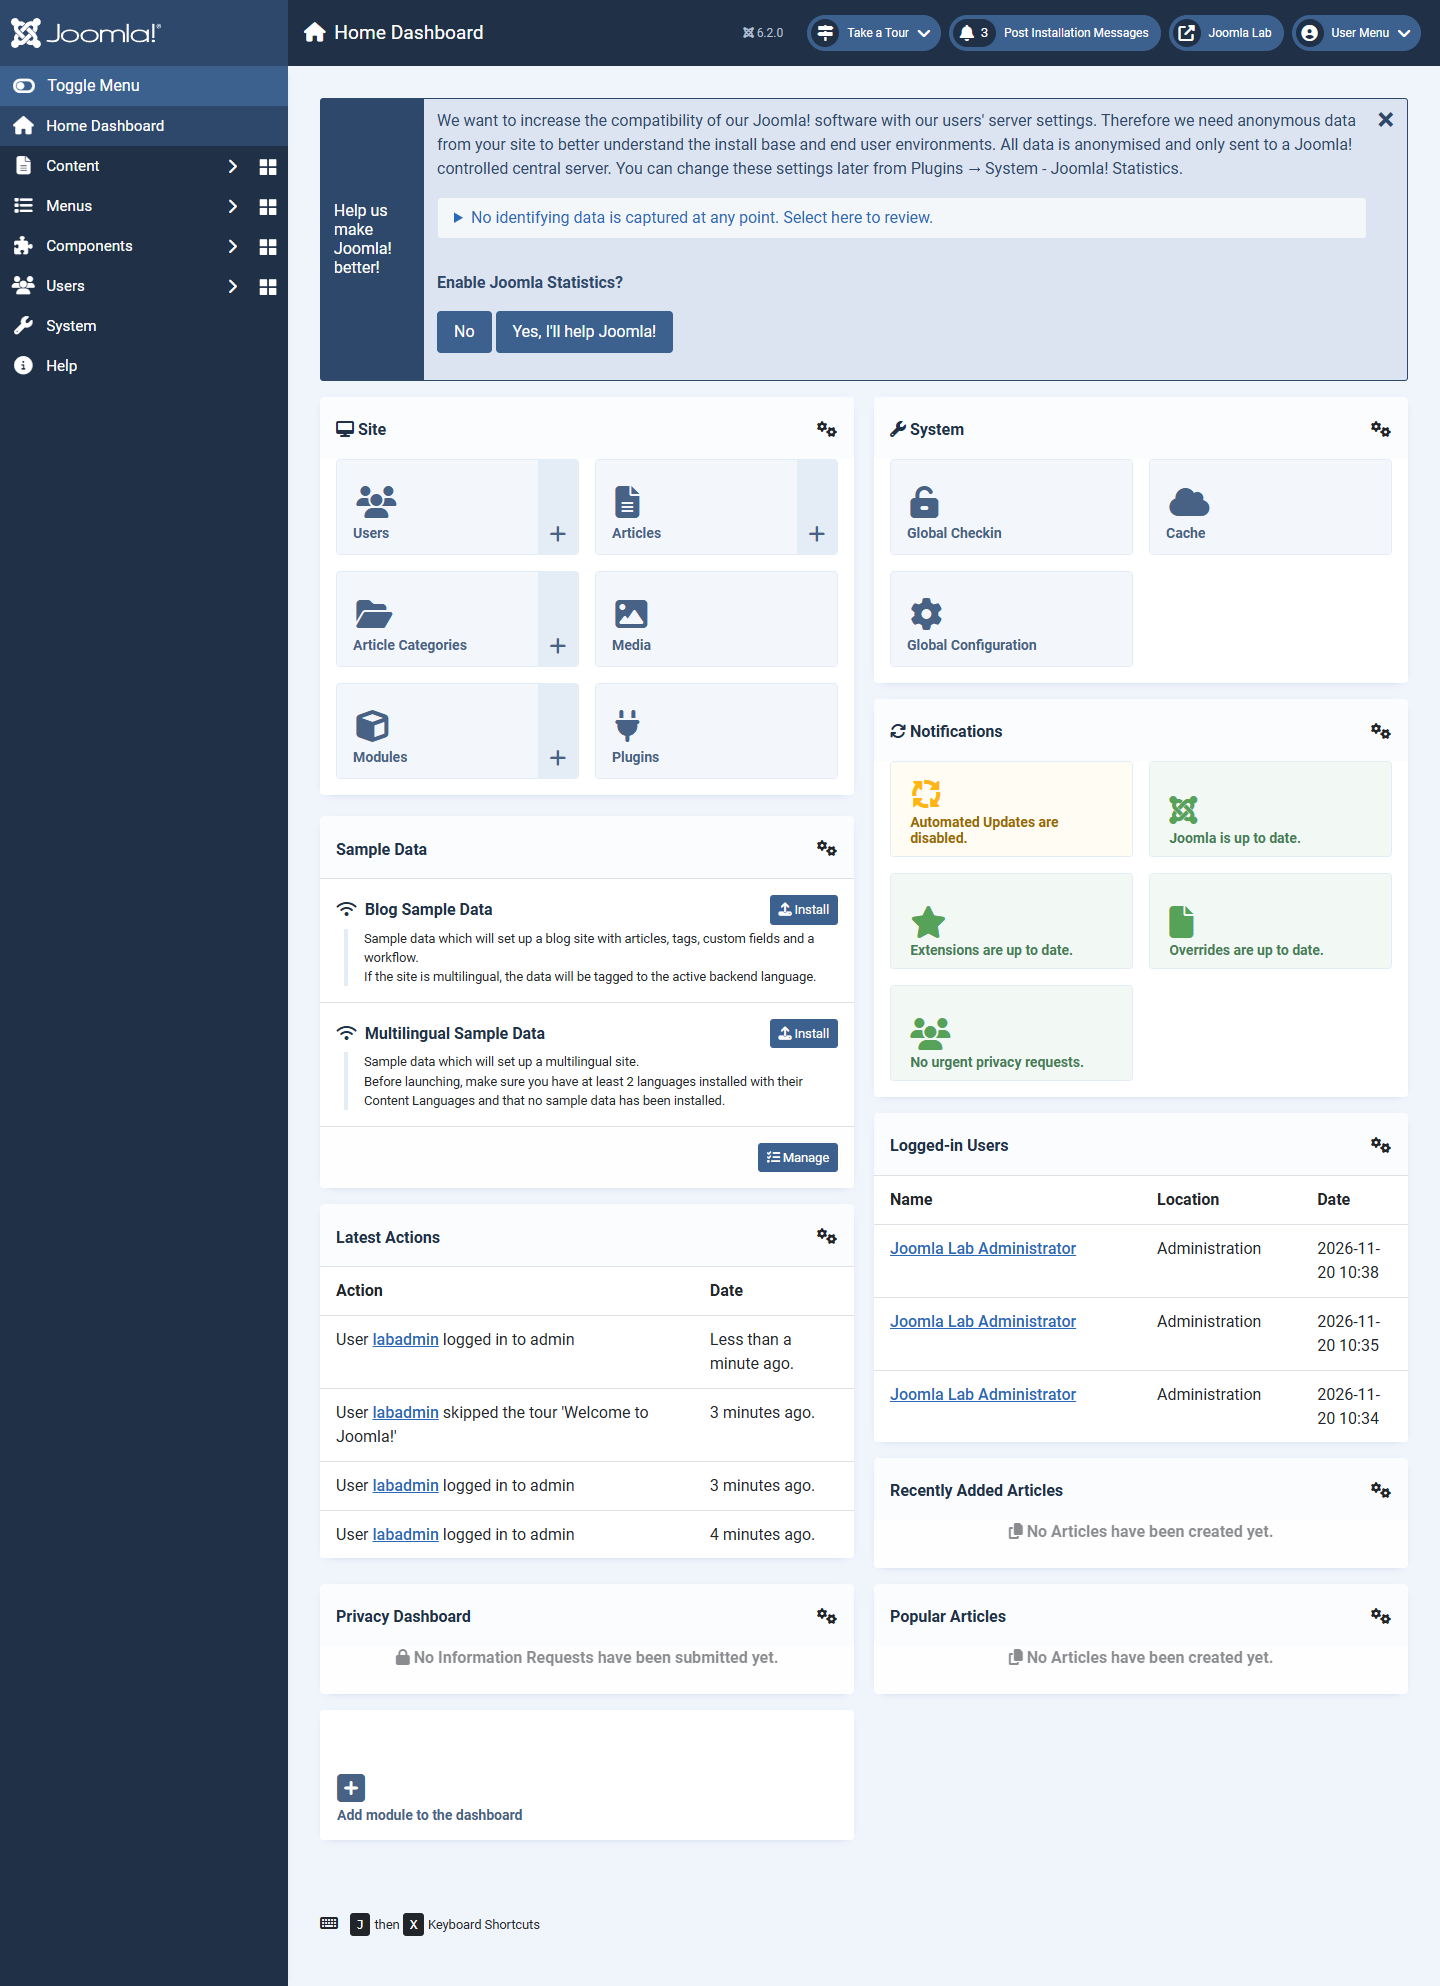 Joomla!®
Home Dashboard
6.2.0
Take a Tour
3
Post Installation Messages
Joomla Lab
User Menu
Toggle Menu
Home Dashboard
Content
Menus
Components
Users
System
Help
Help us
make
Joomla!
better!
We want to increase the compatibility of our Joomla! software with our users' server settings. Therefore we need anonymous data
from your site to better understand the install base and end user environments. All data is anonymised and only sent to a Joomla!
controlled central server. You can change these settings later from Plugins → System - Joomla! Statistics.
No identifying data is captured at any point. Select here to review.
Enable Joomla Statistics?
No
Yes, I'll help Joomla!
Site
Users
Articles
Article Categories
Media
Modules
Plugins
Sample Data
Blog Sample Data
Install
Sample data which will set up a blog site with articles, tags, custom fields and a
workflow.
If the site is multilingual, the data will be tagged to the active backend language.
Multilingual Sample Data
Install
Sample data which will set up a multilingual site.
Before launching, make sure you have at least 2 languages installed with their
Content Languages and that no sample data has been installed.
Manage
Latest Actions
Action
Date
User labadmin logged in to admin
Less than a
minute ago.
User labadmin skipped the tour 'Welcome to
Joomla!'
3 minutes ago.
User labadmin logged in to admin
3 minutes ago.
User labadmin logged in to admin
4 minutes ago.
Privacy Dashboard
No Information Requests have been submitted yet.
Add module to the dashboard
System
Global Checkin
Cache
Global Configuration
Notifications
Automated Updates are
disabled.
Joomla is up to date.
Extensions are up to date.
Overrides are up to date.
No urgent privacy requests.
Logged-in Users
Name
Location
Date
Joomla Lab Administrator
Administration
2026-11-
20 10:38
Joomla Lab Administrator
Administration
2026-11-
20 10:35
Joomla Lab Administrator
Administration
2026-11-
20 10:34
Recently Added Articles
No Articles have been created yet.
Popular Articles
No Articles have been created yet.
J then X Keyboard Shortcuts